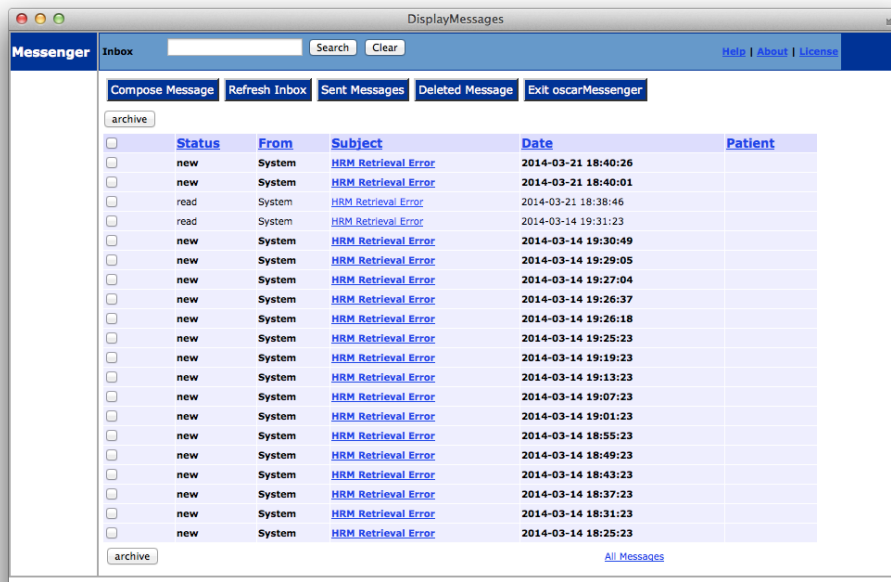 DisplayMessages
Messenger Inbox Search Clear Help | About | License
Compose Message Refresh Inbox Sent Messages Deleted Message Exit oscarMessenger
archive
Status From Subject Date Patient
new System HRM Retrieval Error 2014-03-21 18:40:26
new System HRM Retrieval Error 2014-03-21 18:40:01
read System HRM Retrieval Error 2014-03-21 18:38:46
read System HRM Retrieval Error 2014-03-14 19:31:23
new System HRM Retrieval Error 2014-03-14 19:30:49
new System HRM Retrieval Error 2014-03-14 19:29:05
new System HRM Retrieval Error 2014-03-14 19:27:04
new System HRM Retrieval Error 2014-03-14 19:26:37
new System HRM Retrieval Error 2014-03-14 19:26:18
new System HRM Retrieval Error 2014-03-14 19:25:23
new System HRM Retrieval Error 2014-03-14 19:19:23
new System HRM Retrieval Error 2014-03-14 19:13:23
new System HRM Retrieval Error 2014-03-14 19:07:23
new System HRM Retrieval Error 2014-03-14 19:01:23
new System HRM Retrieval Error 2014-03-14 18:55:23
new System HRM Retrieval Error 2014-03-14 18:49:23
new System HRM Retrieval Error 2014-03-14 18:43:23
new System HRM Retrieval Error 2014-03-14 18:37:23
new System HRM Retrieval Error 2014-03-14 18:31:23
new System HRM Retrieval Error 2014-03-14 18:25:23
archive All Messages